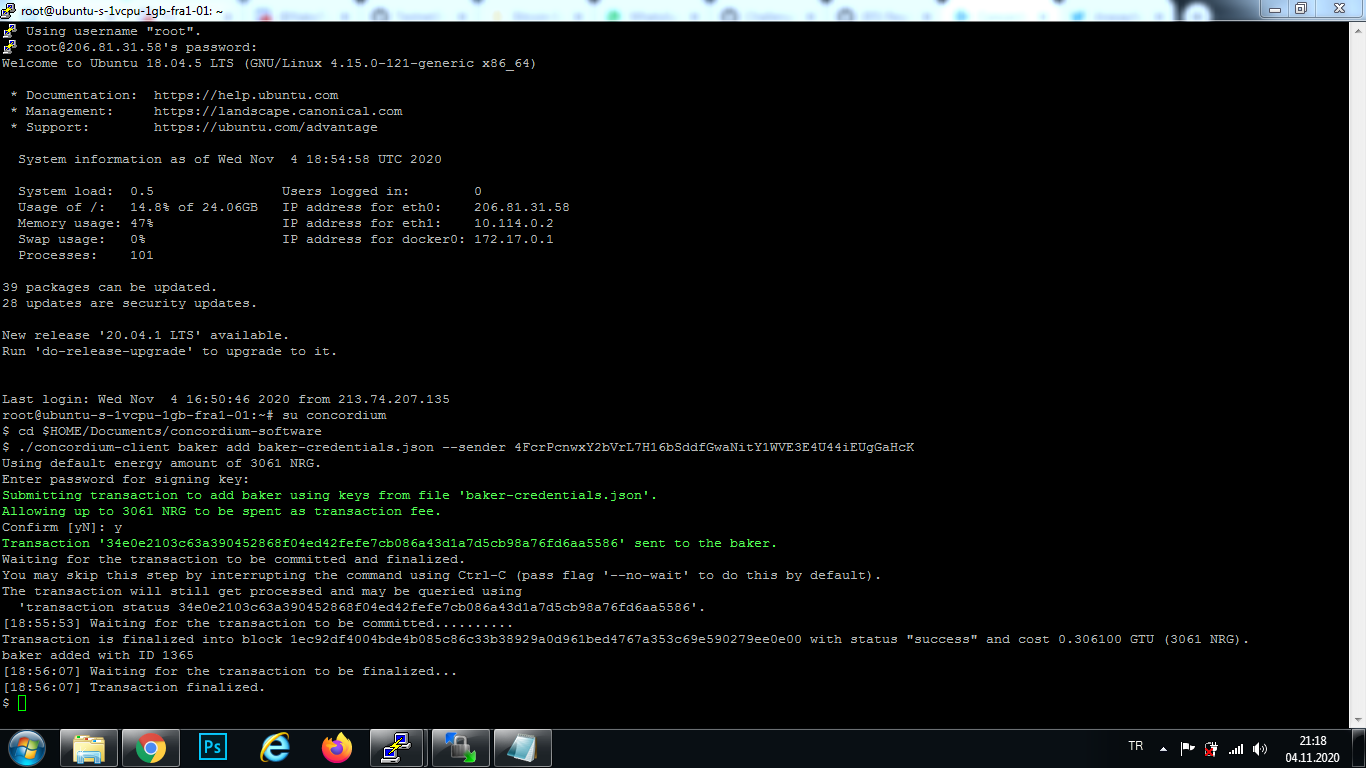 root@ubuntu-s-1vcpu-1gb-fra1-01: ~
Using username "root".
root@206.81.31.58's password:
Welcome to Ubuntu 18.04.5 LTS (GNU/Linux 4.15.0-121-generic x86_64)
* Documentation:  https://help.ubuntu.com
* Management:     https://landscape.canonical.com
* Support:        https://ubuntu.com/advantage
System information as of Wed Nov  4 18:54:58 UTC 2020
System load:  0.5                Users logged in:        0
Usage of /:   14.8% of 24.06GB   IP address for eth0:    206.81.31.58
Memory usage: 47%                IP address for eth1:    10.114.0.2
Swap usage:   0%                 IP address for docker0: 172.17.0.1
Processes:    101
39 packages can be updated.
28 updates are security updates.
New release '20.04.1 LTS' available.
Run 'do-release-upgrade' to upgrade to it.
Last login: Wed Nov  4 16:50:46 2020 from 213.74.207.135
root@ubuntu-s-1vcpu-1gb-fra1-01:~# su concordium
$ cd $HOME/Documents/concordium-software
$ ./concordium-client baker add baker-credentials.json --sender 4FcrPcnwxY2bVrL7H16bSddfGwaNitY1WVE3E4U44iEUgGaHcK
Using default energy amount of 3061 NRG.
Enter password for signing key:
Submitting transaction to add baker using keys from file 'baker-credentials.json'.
Allowing up to 3061 NRG to be spent as transaction fee.
Confirm [yN]: y
Transaction '34e0e2103c63a390452868f04ed42fefe7cb086a43d1a7d5cb98a76fd6aa5586' sent to the baker.
Waiting for the transaction to be committed and finalized.
You may skip this step by interrupting the command using Ctrl-C (pass flag '--no-wait' to do this by default).
The transaction will still get processed and may be queried using
'transaction status 34e0e2103c63a390452868f04ed42fefe7cb086a43d1a7d5cb98a76fd6aa5586'.
[18:55:53] Waiting for the transaction to be committed..........
Transaction is finalized into block 1ec92df4004bde4b085c86c33b38929a0d961bed4767a353c69e590279ee0e00 with status "success" and cost 0.306100 GTU (3061 NRG).
baker added with ID 1365
[18:56:07] Waiting for the transaction to be finalized...
[18:56:07] Transaction finalized.
$
Ps
TR
21:18
04.11.2020